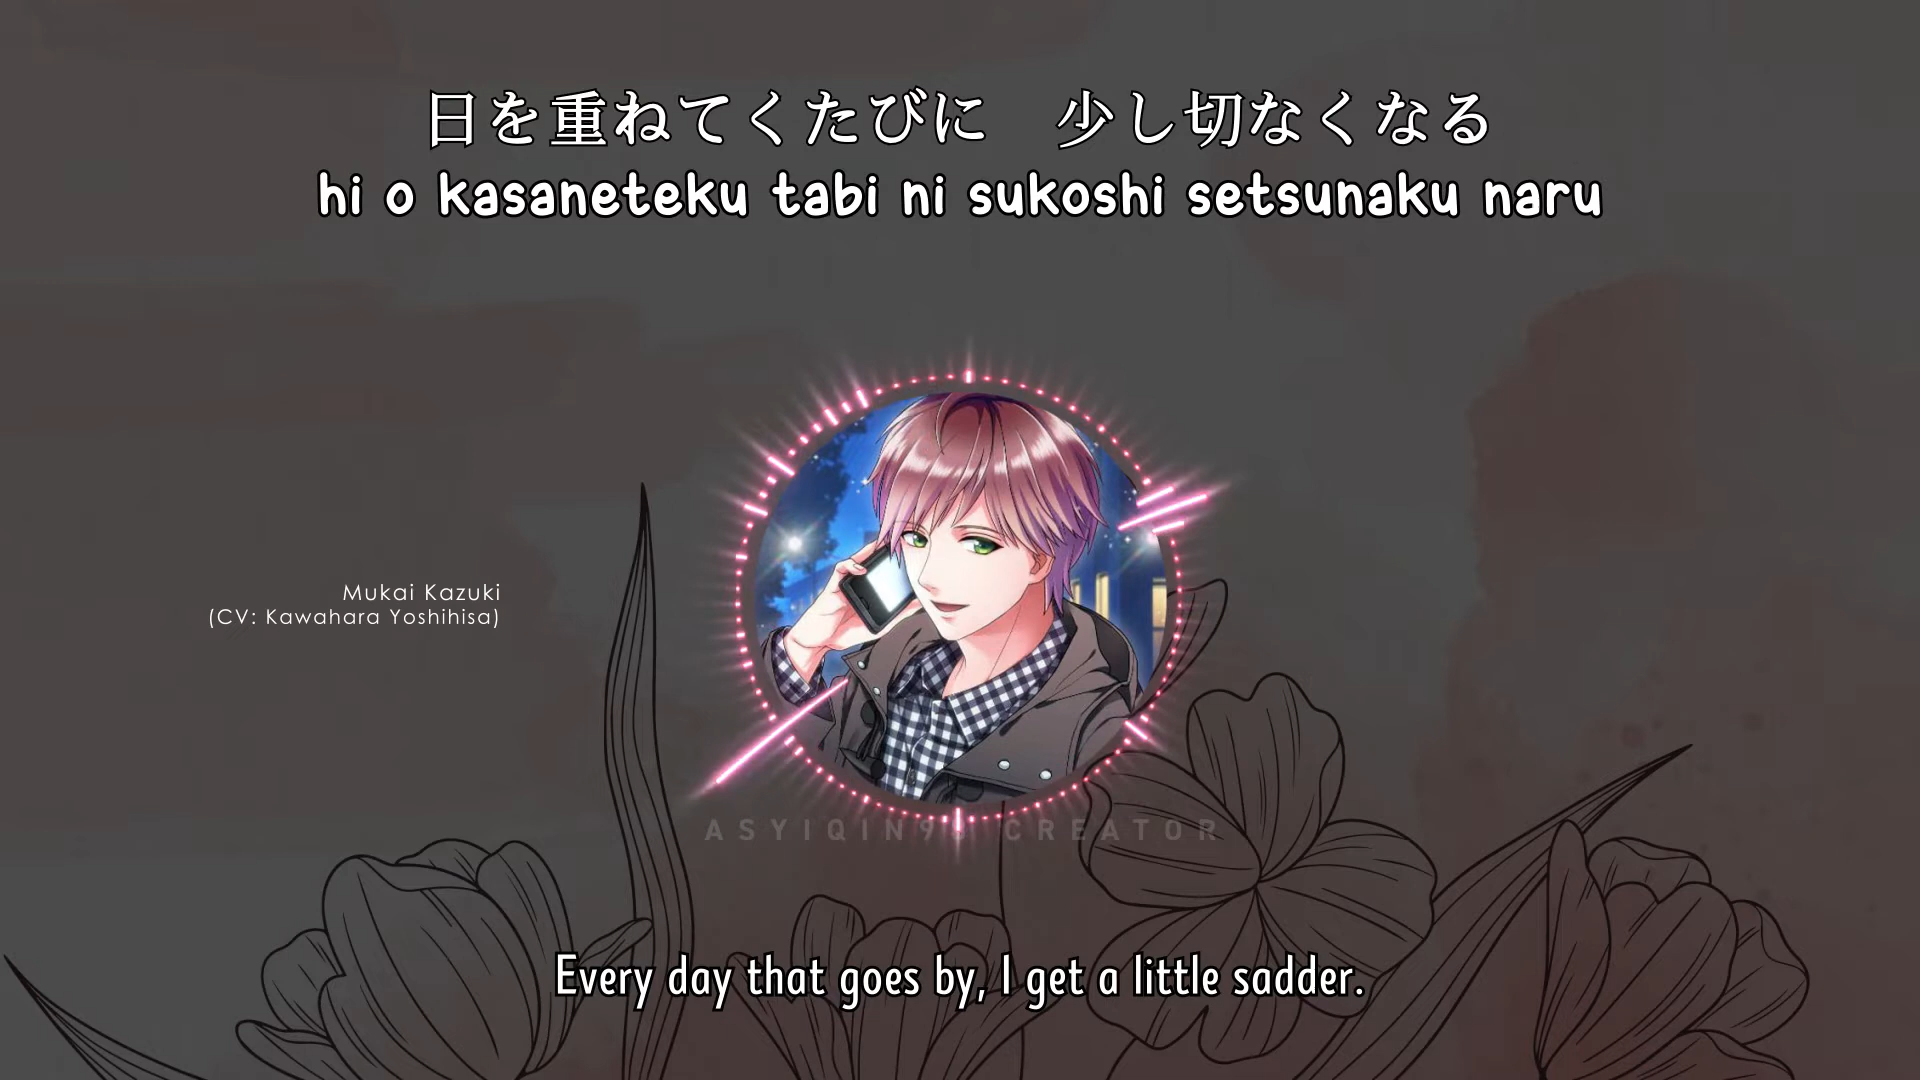 日を重ねてくたびに　少し切なくなる
hi o kasaneteku tabi ni sukoshi setsunaku naru
Mukai Kazuki
(CV: Kawahara Yoshihisa)
CREATOR
Every day that goes by, I get a little sadder.